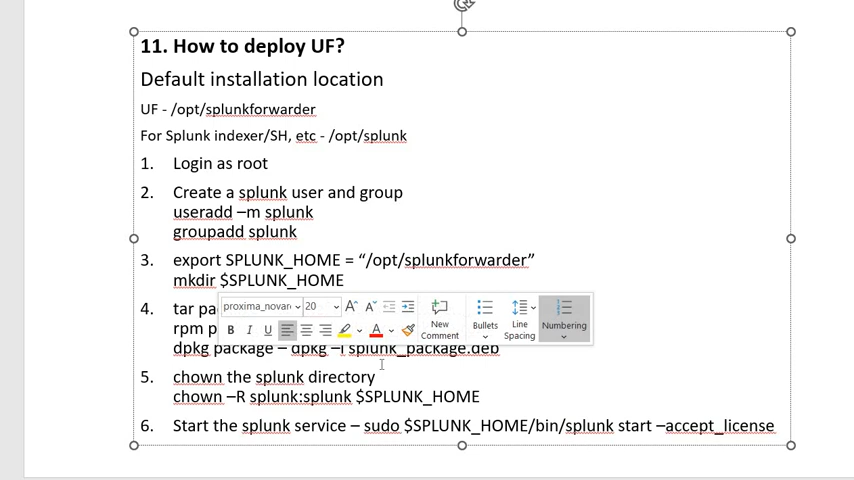 11. How to deploy UF?
Default installation location
UF - /opt/splunkforwarder
For Splunk indexer/SH, etc - /opt/splunk
1. Login as root
2. Create a splunk user and group
useradd –m splunk
groupadd splunk
3. export SPLUNK_HOME = “/opt/splunkforwarder”
mkdir $SPLUNK_HOME
4. tar pa
rpm p
proxima_novar 20
B I U A
New Comment
Bullets
Line Spacing
Numbering
dpkg package – dpkg –i splunk_package.deb
5. chown the splunk directory
chown –R splunk:splunk $SPLUNK_HOME
6. Start the splunk service – sudo $SPLUNK_HOME/bin/splunk start –accept_license